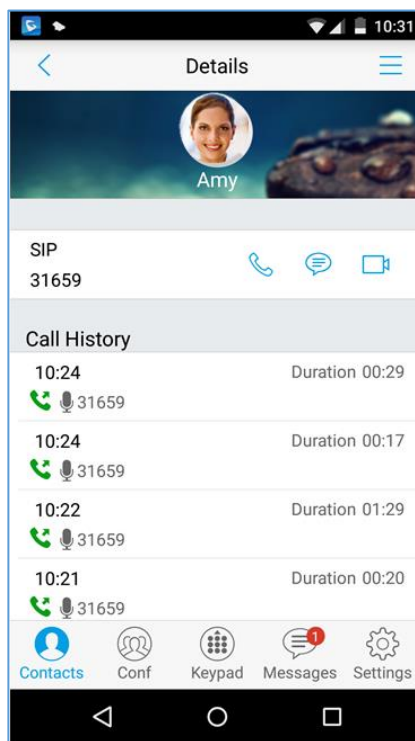 10:31
Details
Amy
SIP
31659
Call History
10:24 Duration 00:29
31659
10:24 Duration 00:17
31659
10:22 Duration 01:29
31659
10:21 Duration 00:20
31659
1
Contacts Conf Keypad Messages Settings